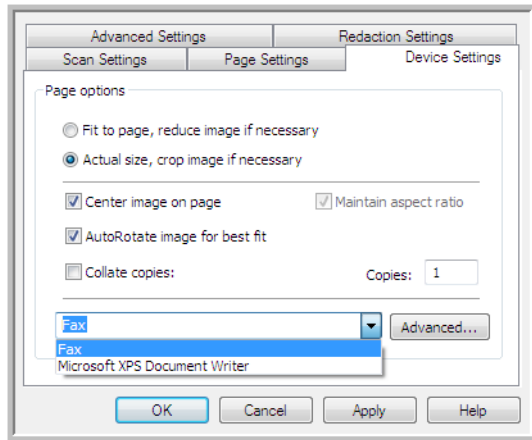 Advanced Settings Redaction Settings
Scan Settings Page Settings Device Settings
Page options
Fit to page, reduce image if necessary
Actual size, crop image if necessary
Center image on page Maintain aspect ratio
AutoRotate image for best fit
Collate copies: Copies: 1
Fax Advanced...
Fax
Microsoft XPS Document Writer
OK Cancel Apply Help